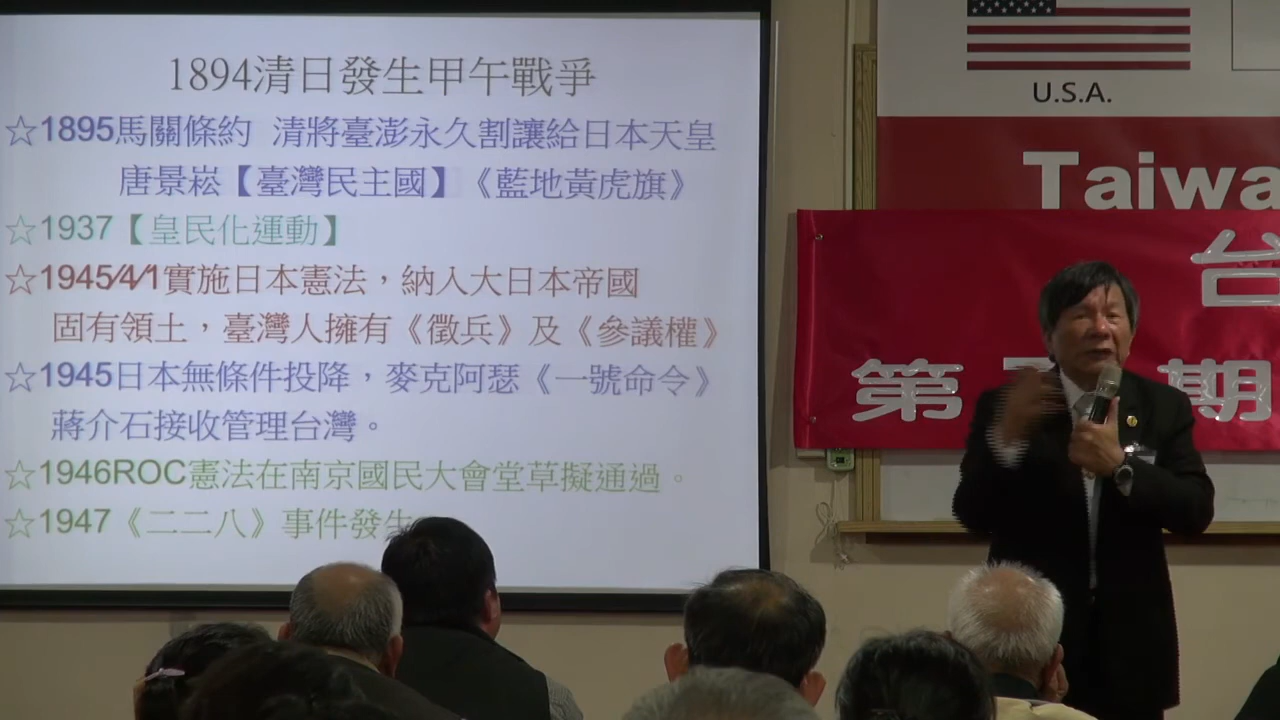 1894清日發生甲午戰爭
☆1895馬關條約 清將臺澎永久割讓給日本天皇
唐景崧【臺灣民主國】《藍地黃虎旗》
☆1937【皇民化運動】
☆1945/4/1實施日本憲法，納入大日本帝國
固有領土，臺灣人擁有《徵兵》及《參議權》
☆1945日本無條件投降，麥克阿瑟《一號命令》
蔣介石接收管理台灣。
☆1946ROC憲法在南京國民大會堂草擬通過。
☆1947《二二八》事件發生
U.S.A.
Taiwa
台
第 期